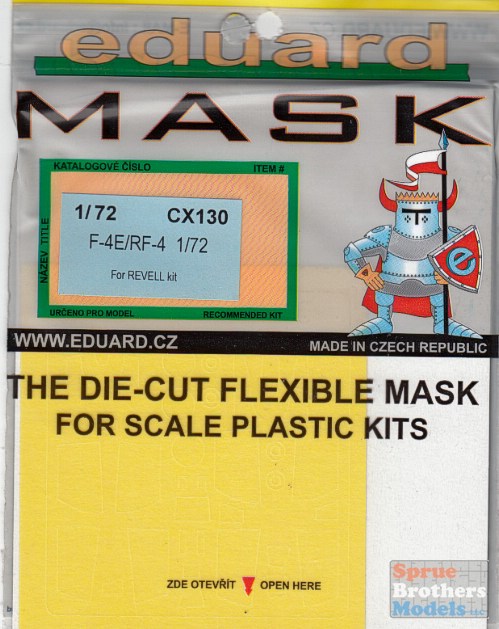 eduard
MASK
KATALOGOVÉ ČÍSLO ITEM #
NÁZEV TITLE
1/72 CX130
F-4E/RF-4 1/72
For REVELL kit
URČENO PRO MODEL RECOMMENDED KIT
e
WWW.EDUARD.CZ MADE IN CZECH REPUBLIC
THE DIE-CUT FLEXIBLE MASK
FOR SCALE PLASTIC KITS
ZDE OTEVŘÍT OPEN HERE
Sprue
Brothers
Models LLC